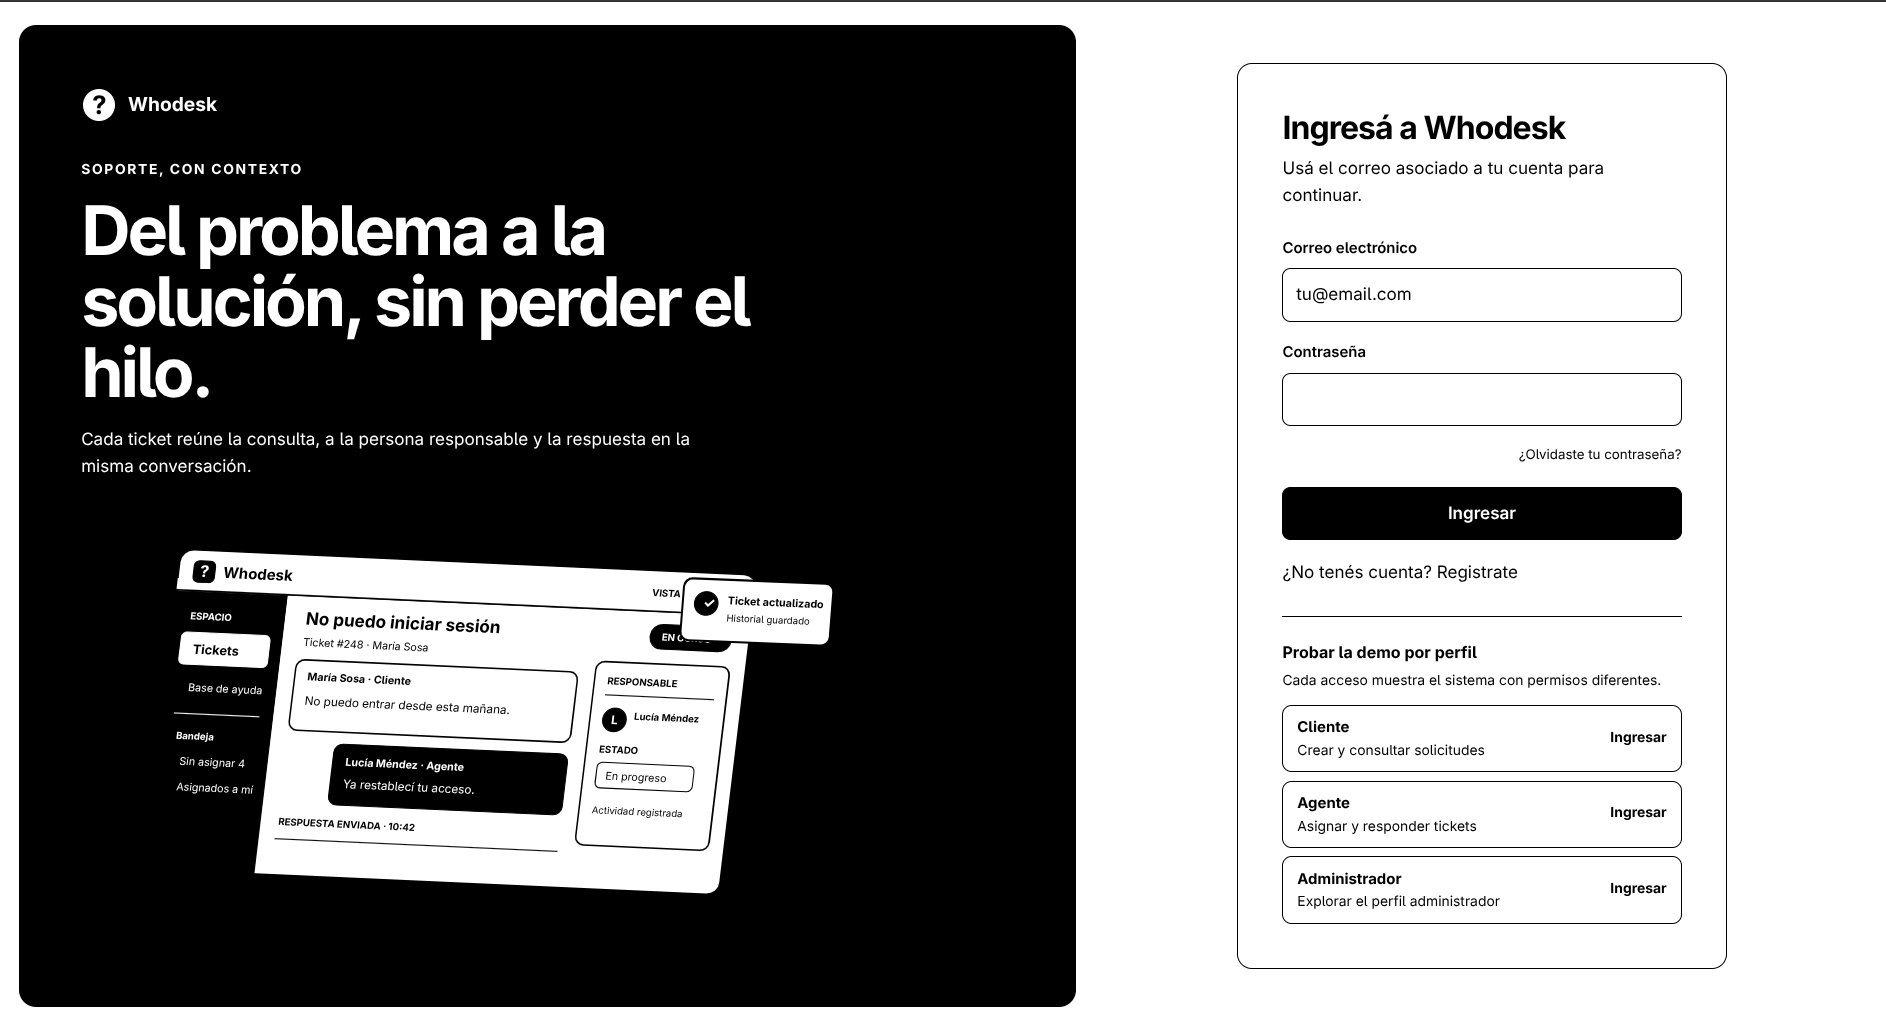 Whodesk
SOPORTE, CON CONTEXTO
Del problema a la
solución, sin perder el
hilo.
Cada ticket reúne la consulta, a la persona responsable y la respuesta en la
misma conversación.
? Whodesk
VISTA
Ticket actualizado
Historial guardado
ESPACIO
Tickets
Base de ayuda
Bandeja
Sin asignar 4
Asignados a mí
No puedo iniciar sesión
Ticket #248 · María Sosa
EN
María Sosa · Cliente
No puedo entrar desde esta mañana.
Lucía Méndez · Agente
Ya restablecí tu acceso.
RESPUESTA ENVIADA · 10:42
RESPONSABLE
L Lucía Méndez
ESTADO
En progreso
Actividad registrada
Ingresá a Whodesk
Usá el correo asociado a tu cuenta para
continuar.
Correo electrónico
tu@email.com
Contraseña
¿Olvidaste tu contraseña?
Ingresar
¿No tenés cuenta? Registrate
Probar la demo por perfil
Cada acceso muestra el sistema con permisos diferentes.
Cliente
Crear y consultar solicitudes
Ingresar
Agente
Asignar y responder tickets
Ingresar
Administrador
Explorar el perfil administrador
Ingresar